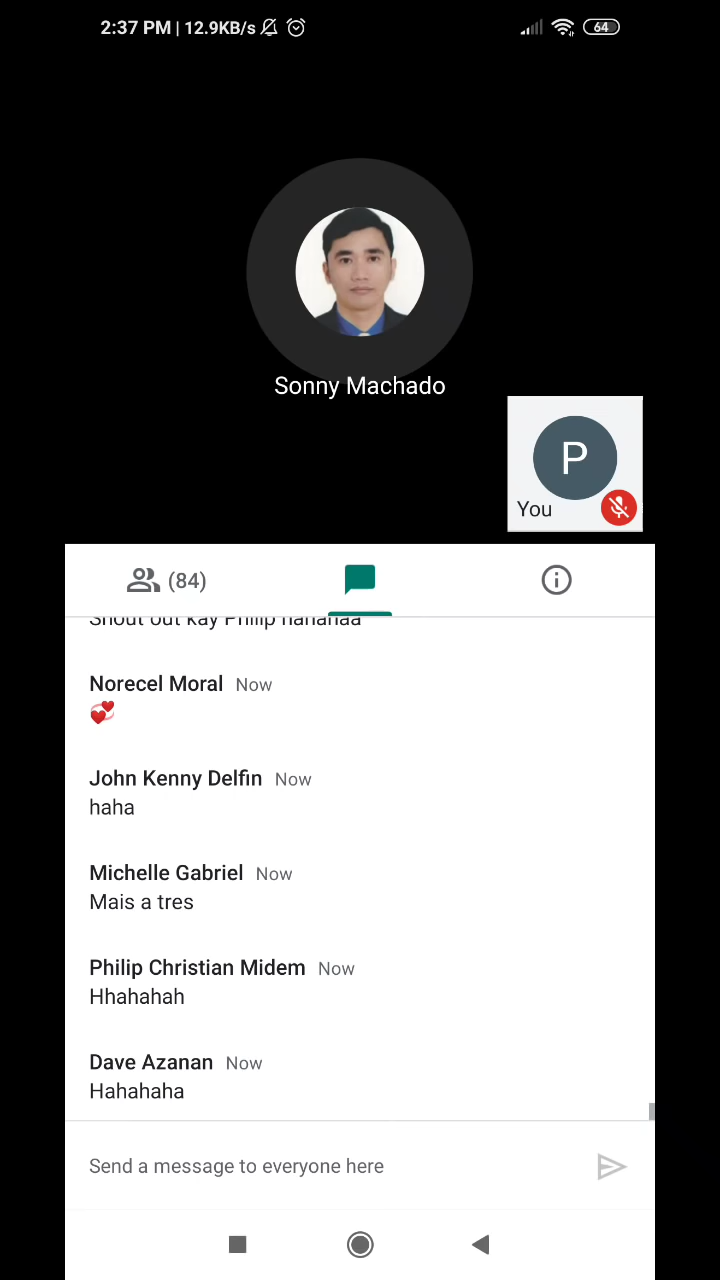 2:37 PM | 12.9KB/s
64
Sonny Machado
P
You
(84)
Shout out kay Philip hahahaa
Norecel Moral Now
💞
John Kenny Delfin Now
haha
Michelle Gabriel Now
Mais a tres
Philip Christian Midem Now
Hhahahah
Dave Azanan Now
Hahahaha
Send a message to everyone here